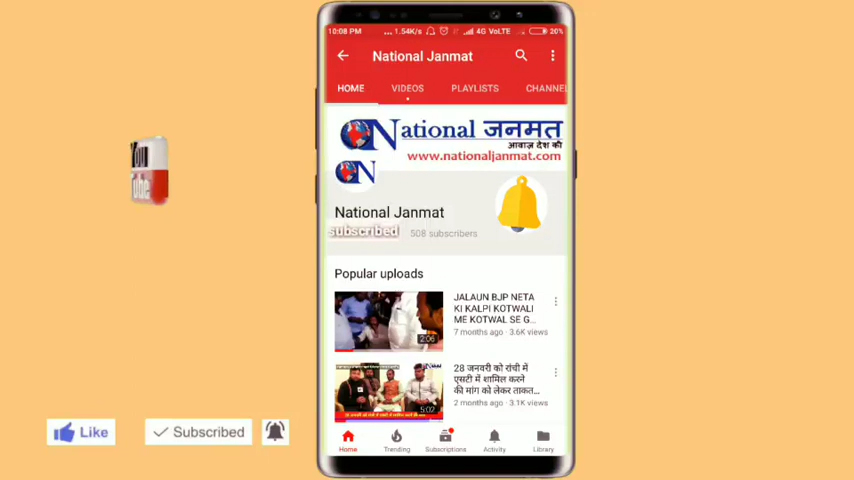 10:08 PM ... 1.54K/s 4G VoLTE 20%
National Janmat
HOME VIDEOS PLAYLISTS CHANNEL
National जनमत
आवाज़ देश की
www.nationaljanmat.com
N
You
Tube
National Janmat
subscribed 508 subscribers
Popular uploads
JALAUN BJP NETA
KI KALPI KOTWALI
ME KOTWAL SE G...
7 months ago · 3.6K views
2:06
28 जनवरी को रांची में
एसटी में शामिल करने
की मांग को लेकर ताकत...
2 months ago · 3.1K views
5:02
Like
Subscribed
Home Trending Subscriptions Activity Library